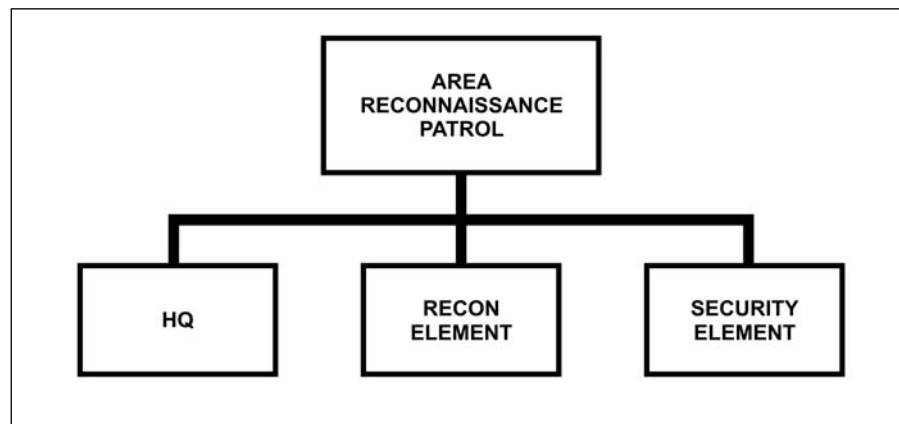 AREA
RECONNAISSANCE
PATROL
HQ
RECON
ELEMENT
SECURITY
ELEMENT